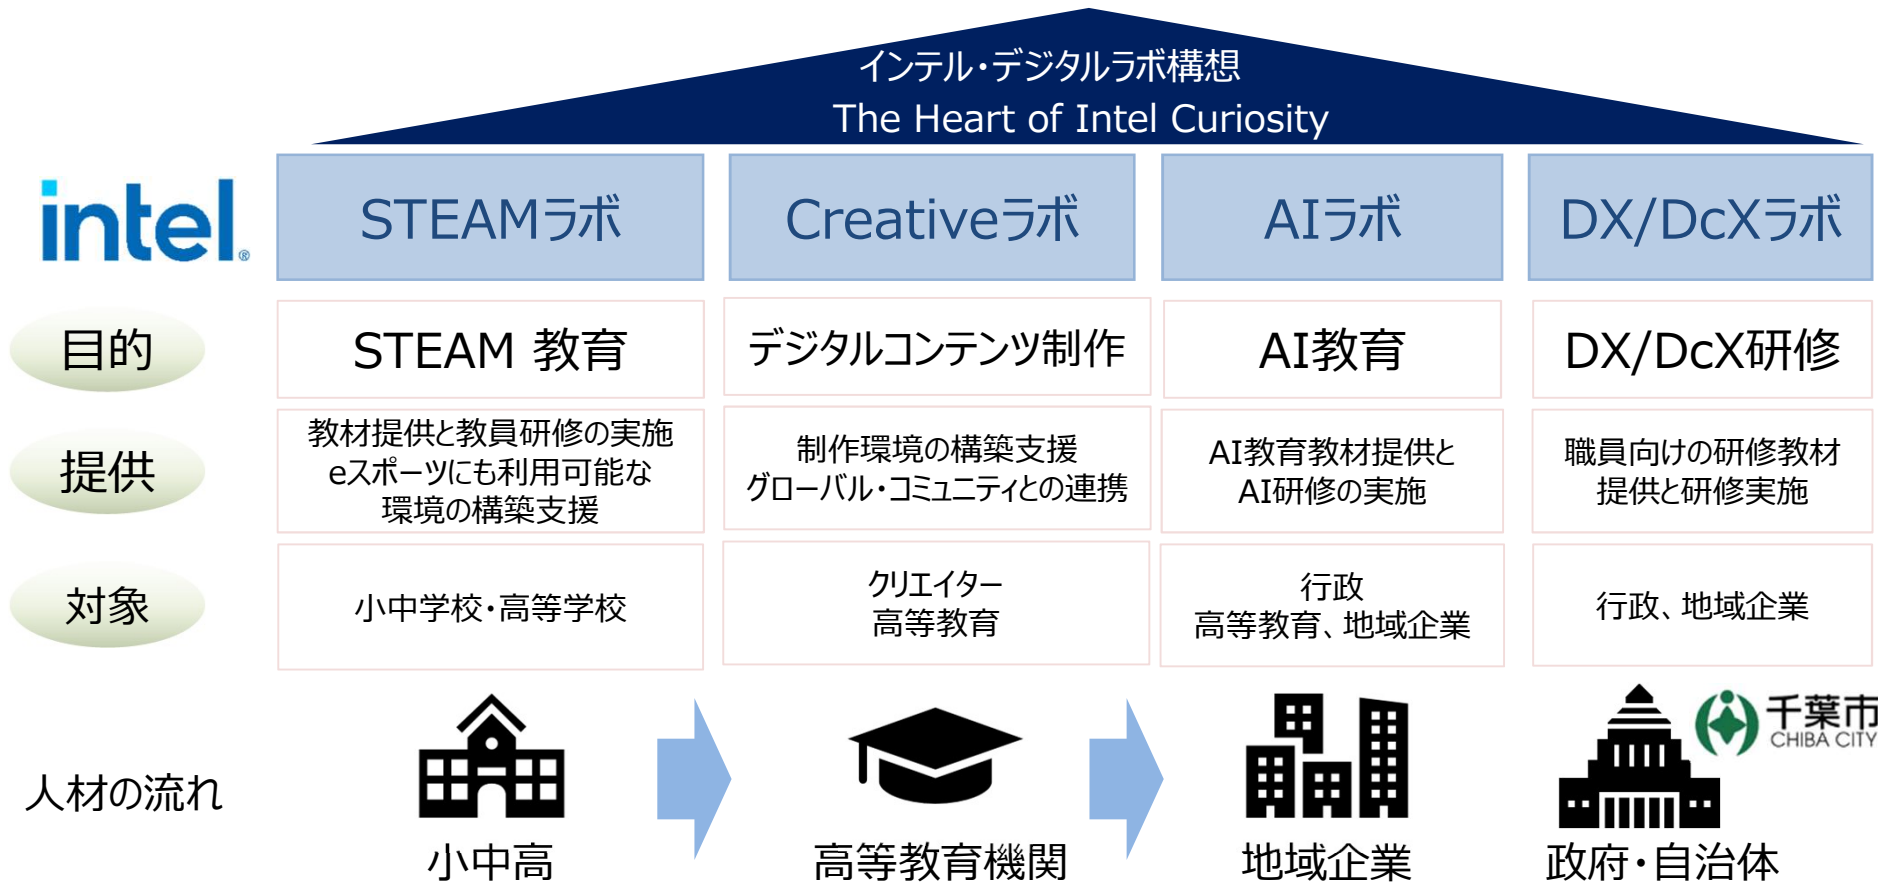 インテル・デジタルラボ構想
The Heart of Intel Curiosity
intel®
STEAMラボ
Creativeラボ
AIラボ
DX/DcXラボ
目的
STEAM 教育
デジタルコンテンツ制作
AI教育
DX/DcX研修
提供
教材提供と教員研修の実施
eスポーツにも利用可能な
環境の構築支援
制作環境の構築支援
グローバル・コミュニティとの連携
AI教育教材提供と
AI研修の実施
職員向けの研修教材
提供と研修実施
対象
小中学校・高等学校
クリエイター
高等教育
行政
高等教育、地域企業
行政、地域企業
人材の流れ
小中高
高等教育機関
地域企業
千葉市
CHIBA CITY
政府・自治体